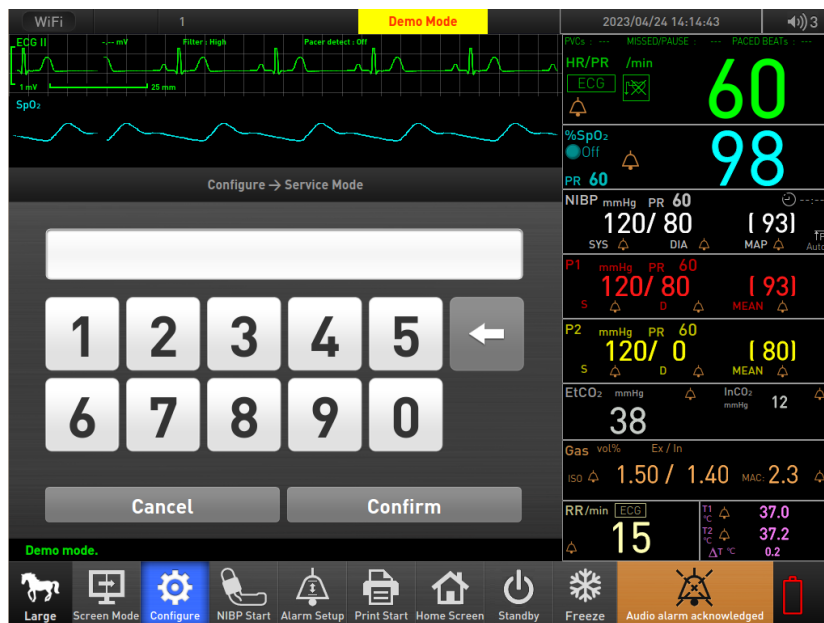 WiFi
1
Demo Mode
2023/04/24 14:14:43
3
ECG II
-.-- mV
Filter : High
Pacer detect : Off
1 mV
25 mm
SpO₂
Configure → Service Mode
1 2 3 4 5
6 7 8 9 0
Cancel
Confirm
Demo mode.
PVCs : --- MISSED/PAUSE : --- PACED BEATs : ---
HR/PR /min
ECG
60
%SpO₂
Off
98
PR 60
NIBP mmHg PR 60
--:--
120/ 80 ( 93)
SYS DIA MAP
Auto
P1 mmHg PR 60
120/ 80 ( 93)
S D MEAN
P2 mmHg PR 60
120/ 0 ( 80)
S D MEAN
EtCO₂ mmHg
38
InCO₂
mmHg
12
Gas vol% Ex / In
ISO 1.50 / 1.40 MAC: 2.3
RR/min ECG
15
T1 °C 37.0
T2 °C 37.2
ΔT °C 0.2
Large
Screen Mode
Configure
NIBP Start
Alarm Setup
Print Start
Home Screen
Standby
Freeze
Audio alarm acknowledged